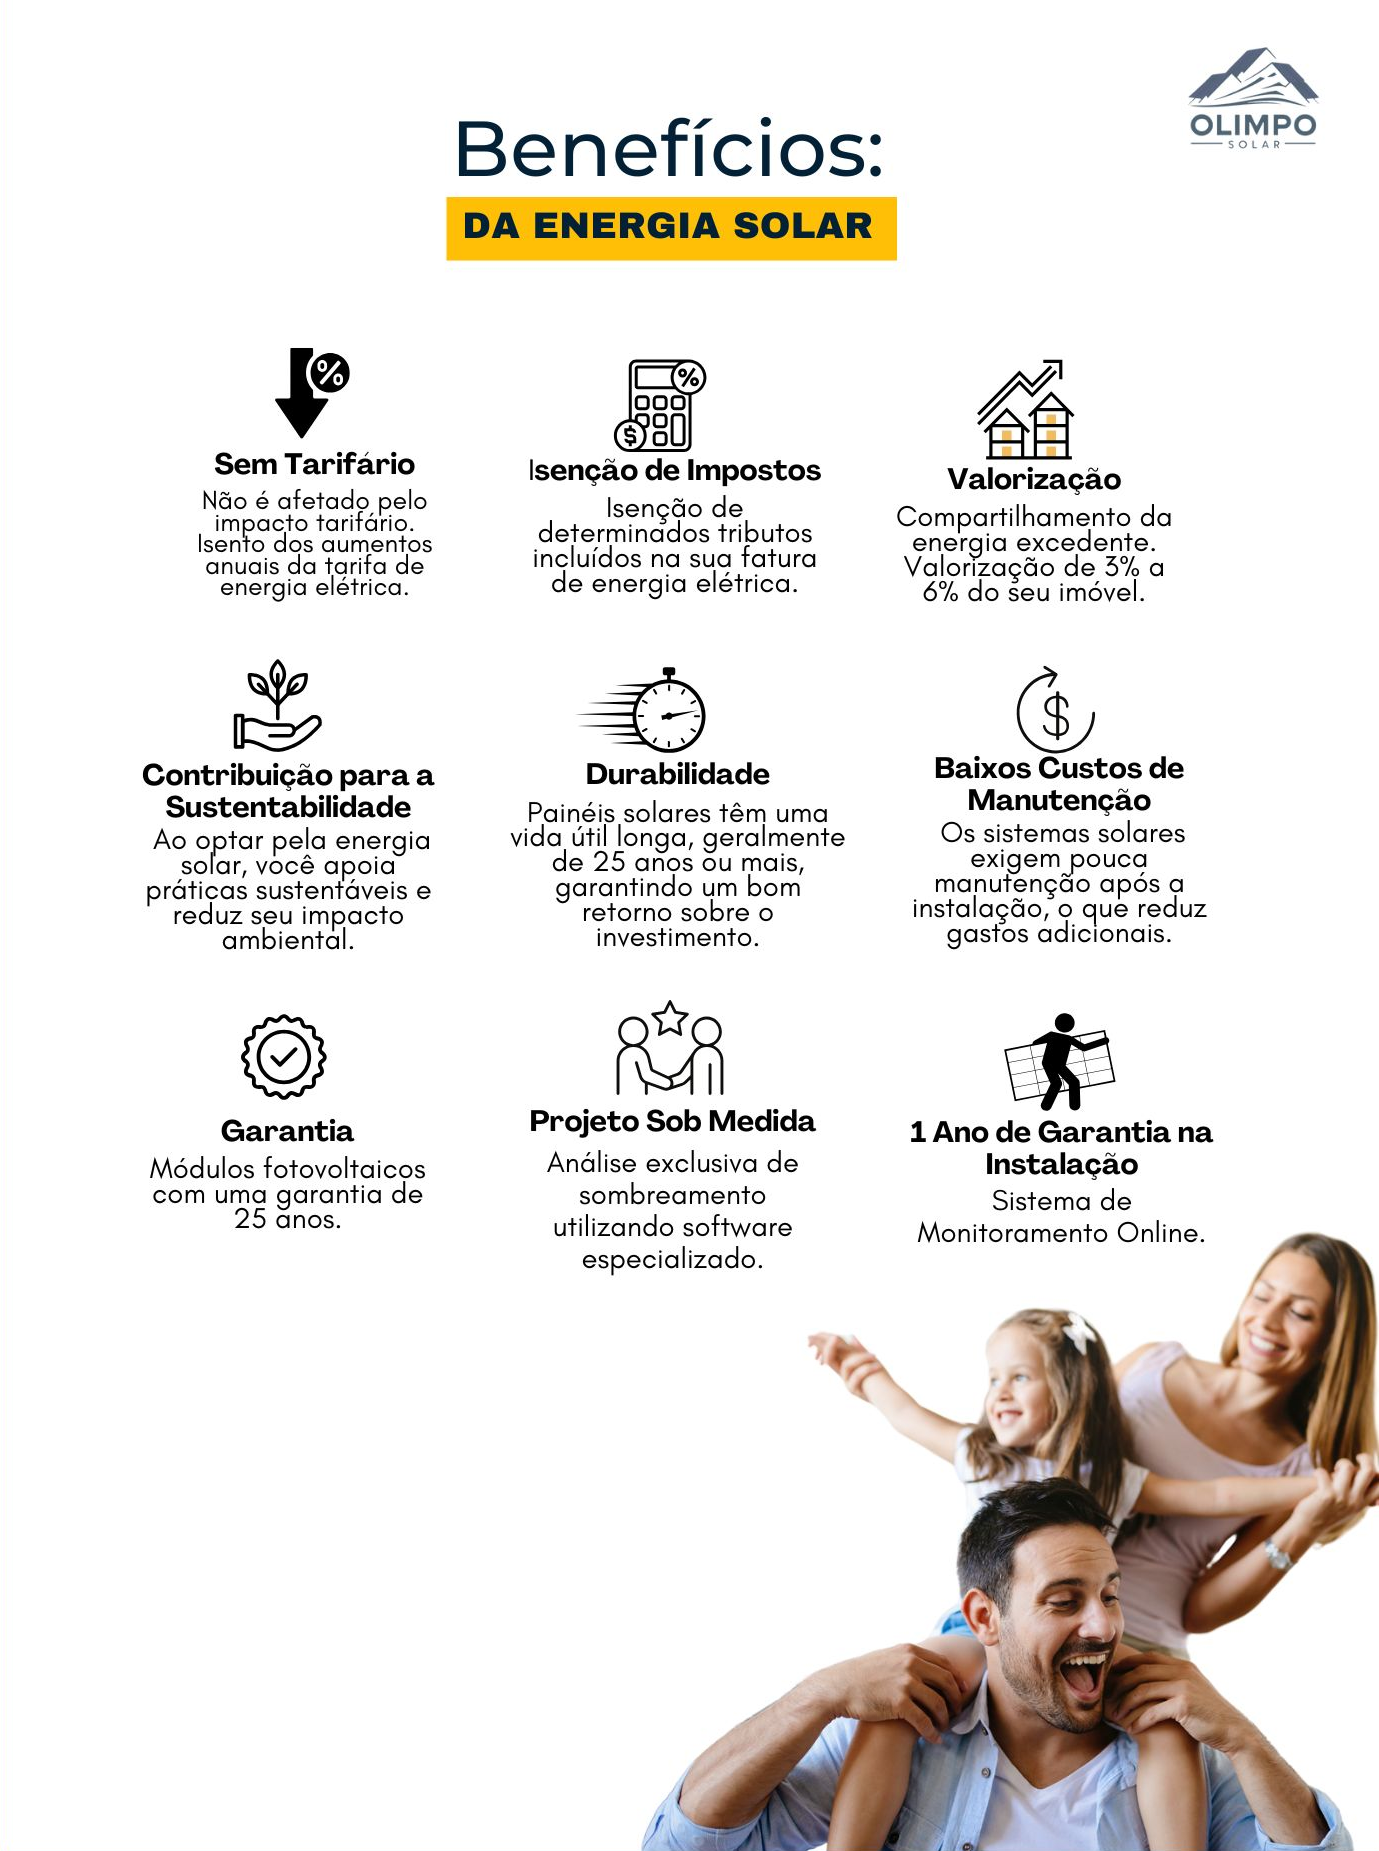 OLIMPO
SOLAR
Benefícios:
DA ENERGIA SOLAR
%
Sem Tarifário
Não é afetado pelo
impacto tarifário.
Isento dos aumentos
anuais da tarifa de
energia elétrica.
%
$
Isenção de Impostos
Isenção de
determinados tributos
incluídos na sua fatura
de energia elétrica.
Valorização
Compartilhamento da
energia excedente.
Valorização de 3% a
6% do seu imóvel.
Contribuição para a
Sustentabilidade
Ao optar pela energia
solar, você apoia
práticas sustentáveis e
reduz seu impacto
ambiental.
Durabilidade
Painéis solares têm uma
vida útil longa, geralmente
de 25 anos ou mais,
garantindo um bom
retorno sobre o
investimento.
$
Baixos Custos de
Manutenção
Os sistemas solares
exigem pouca
manutenção após a
instalação, o que reduz
gastos adicionais.
Garantia
Módulos fotovoltaicos
com uma garantia de
25 anos.
Projeto Sob Medida
Análise exclusiva de
sombreamento
utilizando software
especializado.
1 Ano de Garantia na
Instalação
Sistema de
Monitoramento Online.